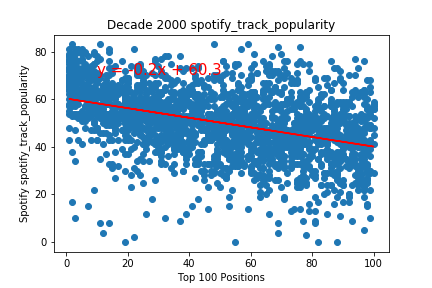 Decade 2000 spotify_track_popularity
y = -0.2x + 60.3
Spotify spotify_track_popularity
80
60
40
20
0
0 20 40 60 80 100
Top 100 Positions